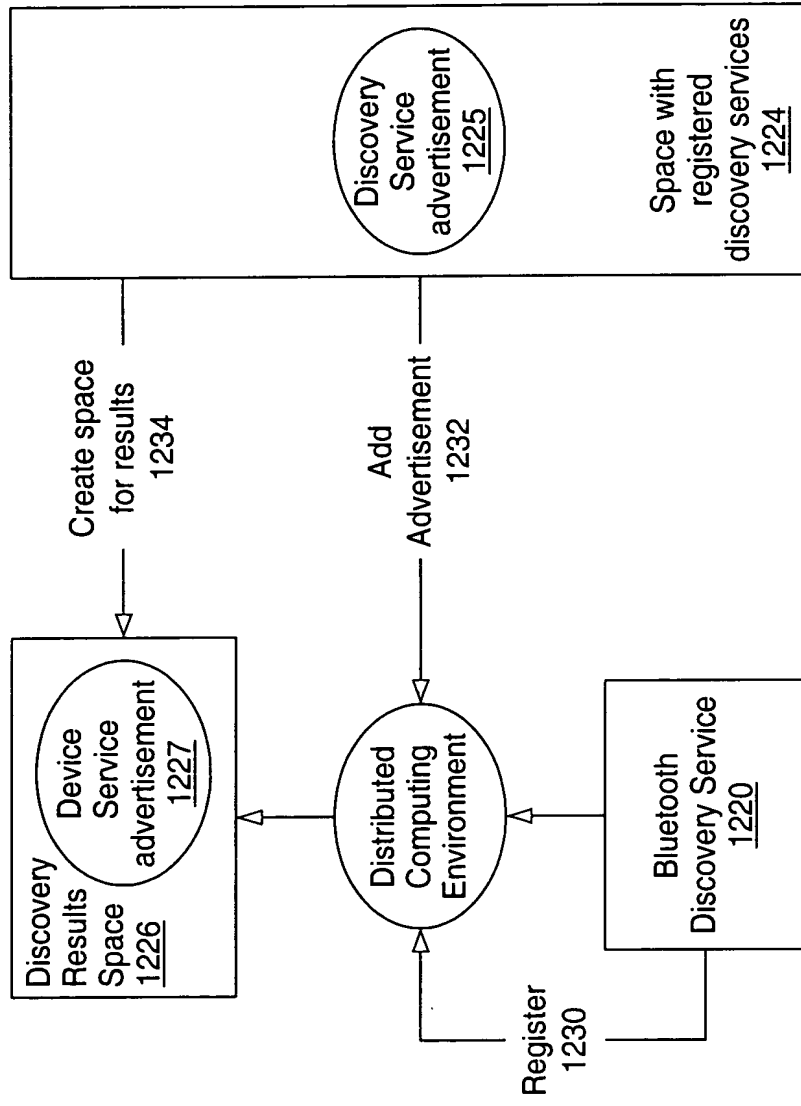 Discovery
Results
Space
1226
Device
Service
advertisement
1227
Create space
for results
1234
Discovery
Service
advertisement
1225
Space with
registered
discovery services
1224
Add
Advertisement
1232
Distributed
Computing
Environment
Register
1230
Bluetooth
Discovery Service
1220